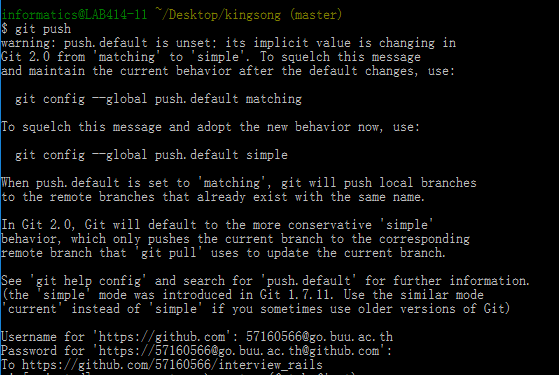 informatics@LAB414-11 ~/Desktop/kingsong (master)
$ git push
warning: push.default is unset: its implicit value is changing in
Git 2.0 from 'matching' to 'simple'. To squelch this message
and maintain the current behavior after the default changes, use:
git config --global push.default matching
To squelch this message and adopt the new behavior now, use:
git config --global push.default simple
When push.default is set to 'matching', git will push local branches
to the remote branches that already exist with the same name.
In Git 2.0, Git will default to the more conservative 'simple'
behavior, which only pushes the current branch to the corresponding
remote branch that 'git pull' uses to update the current branch.
See 'git help config' and search for 'push.default' for further information.
(the 'simple' mode was introduced in Git 1.7.11. Use the similar mode
'current' instead of 'simple' if you sometimes use older versions of Git)
Username for 'https://github.com': 57160566@go.buu.ac.th
Password for 'https://57160566@go.buu.ac.th@github.com':
To https://github.com/57160566/interview_rails